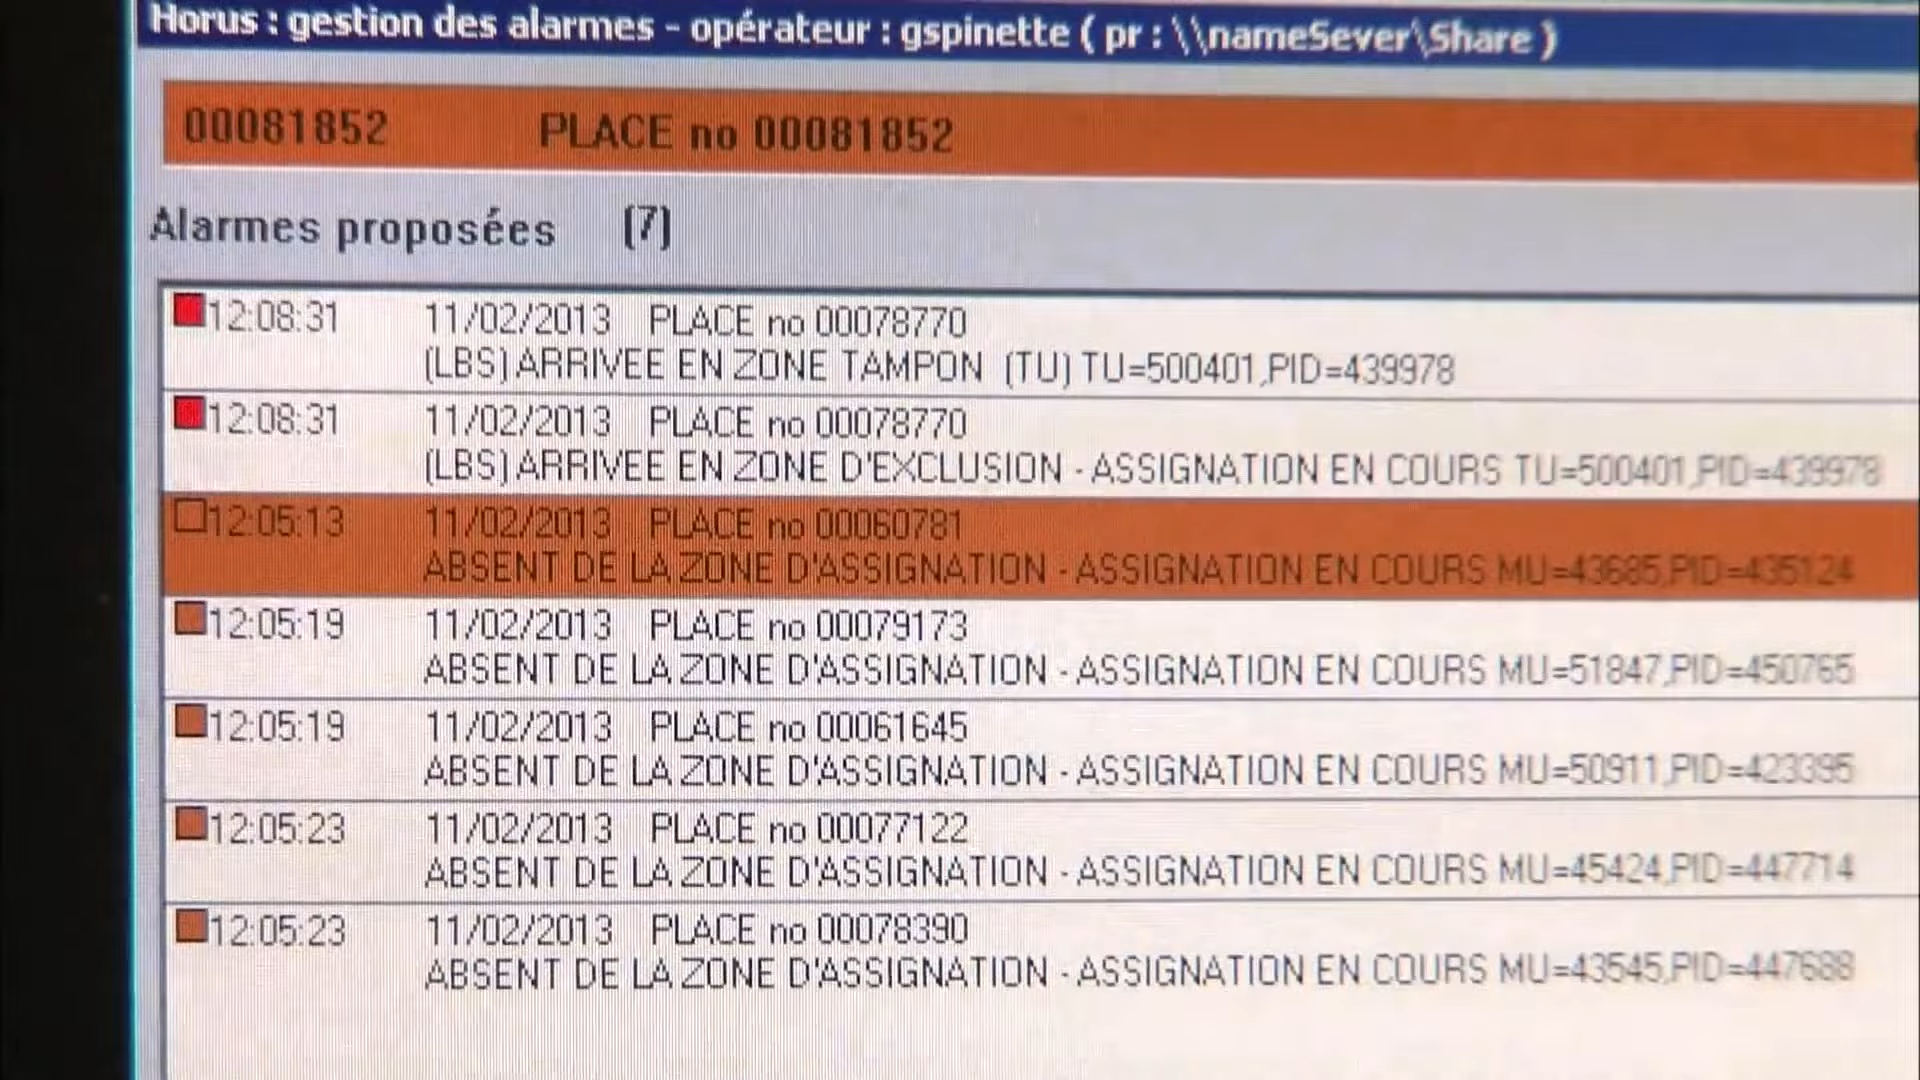 Horus : gestion des alarmes - opérateur : gspinette ( pr : \\nameSever\Share )
00081852 PLACE no 00081852
Alarmes proposées (7)
12:08:31 11/02/2013 PLACE no 00078770
(LBS) ARRIVEE EN ZONE TAMPON (TU) TU=500401,PID=439978
12:08:31 11/02/2013 PLACE no 00078770
(LBS) ARRIVEE EN ZONE D'EXCLUSION - ASSIGNATION EN COURS TU=500401,PID=439978
12:05:13 11/02/2013 PLACE no 00060781
ABSENT DE LA ZONE D'ASSIGNATION - ASSIGNATION EN COURS MU=43685,PID=435124
12:05:19 11/02/2013 PLACE no 00079173
ABSENT DE LA ZONE D'ASSIGNATION - ASSIGNATION EN COURS MU=51847,PID=450765
12:05:19 11/02/2013 PLACE no 00061645
ABSENT DE LA ZONE D'ASSIGNATION - ASSIGNATION EN COURS MU=50911,PID=423395
12:05:23 11/02/2013 PLACE no 00077122
ABSENT DE LA ZONE D'ASSIGNATION - ASSIGNATION EN COURS MU=45424,PID=447714
12:05:23 11/02/2013 PLACE no 00078390
ABSENT DE LA ZONE D'ASSIGNATION - ASSIGNATION EN COURS MU=43545,PID=447688